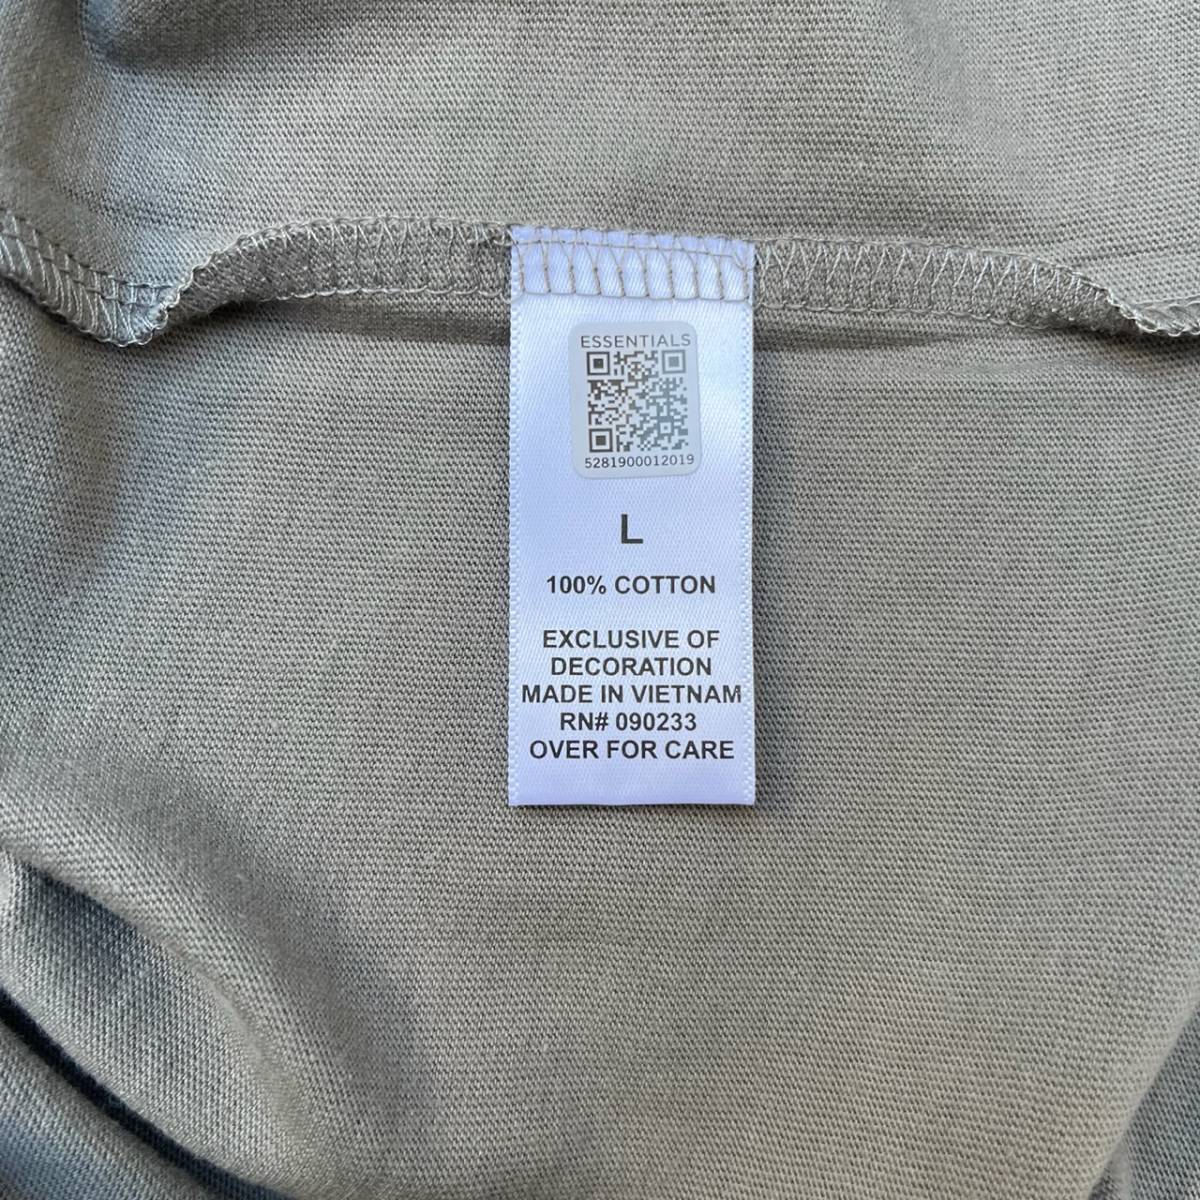 ESSENTIALS
5281900012019
L
100% COTTON
EXCLUSIVE OF
DECORATION
MADE IN VIETNAM
RN# 090233
OVER FOR CARE